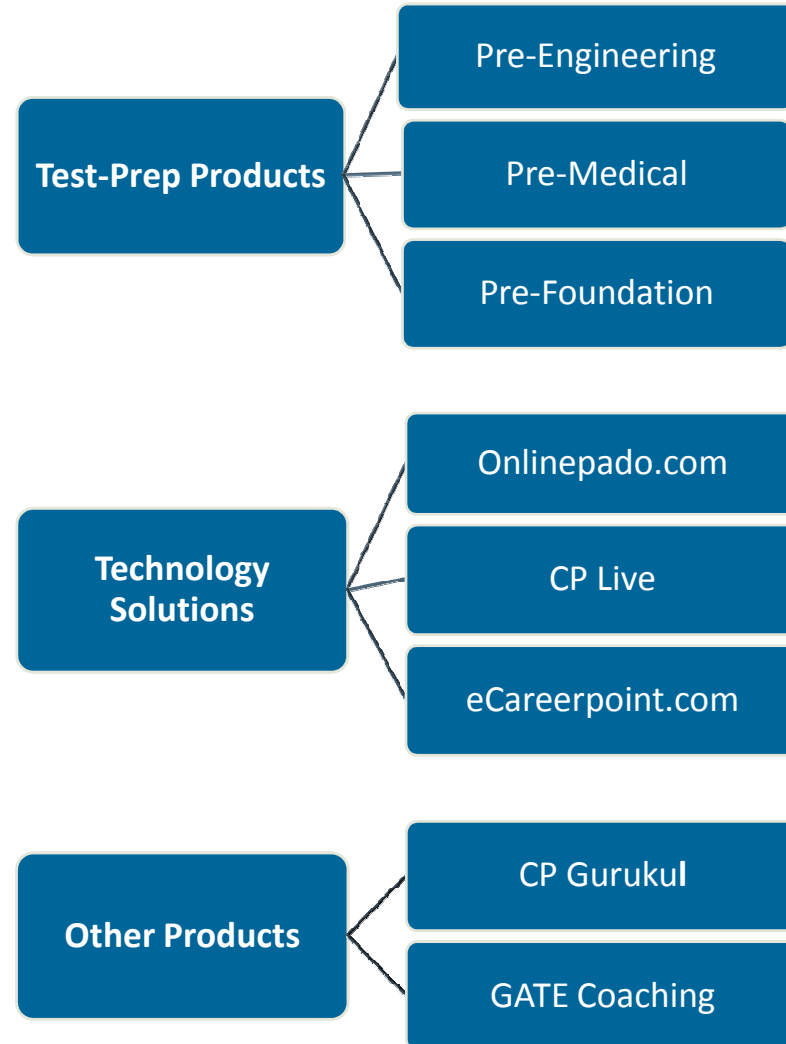 Test-Prep Products
Pre-Engineering
Pre-Medical
Pre-Foundation
Technology
Solutions
Onlinepado.com
CP Live
eCareerpoint.com
Other Products
CP Gurukul
GATE Coaching